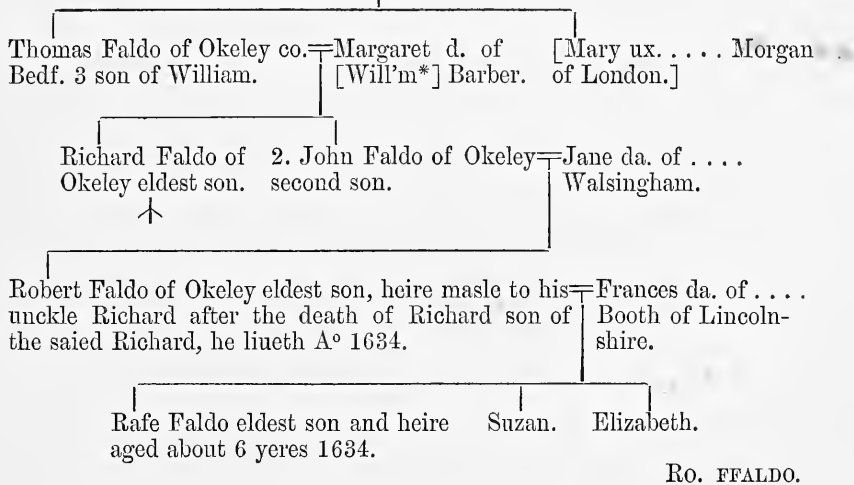 Thomas Faldo of Okeley co. Margaret d. of [Mary ux. . . . . Morgan
Bedf. 3 son of William. [Will'm*] Barber. of London.]
Richard Faldo of 2. John Faldo of Okeley Jane da. of . . . .
Okeley eldest son. second son. Walsingham.
Robert Faldo of Okeley eldest son, heire masle to his Frances da. of . . . .
unckle Richard after the death of Richard son of Booth of Lincoln-
the saied Richard, he liueth Aº 1634. shire.
Rafe Faldo eldest son and heire Suzan. Elizabeth.
aged about 6 yeres 1634.
Ro. FFALDO.